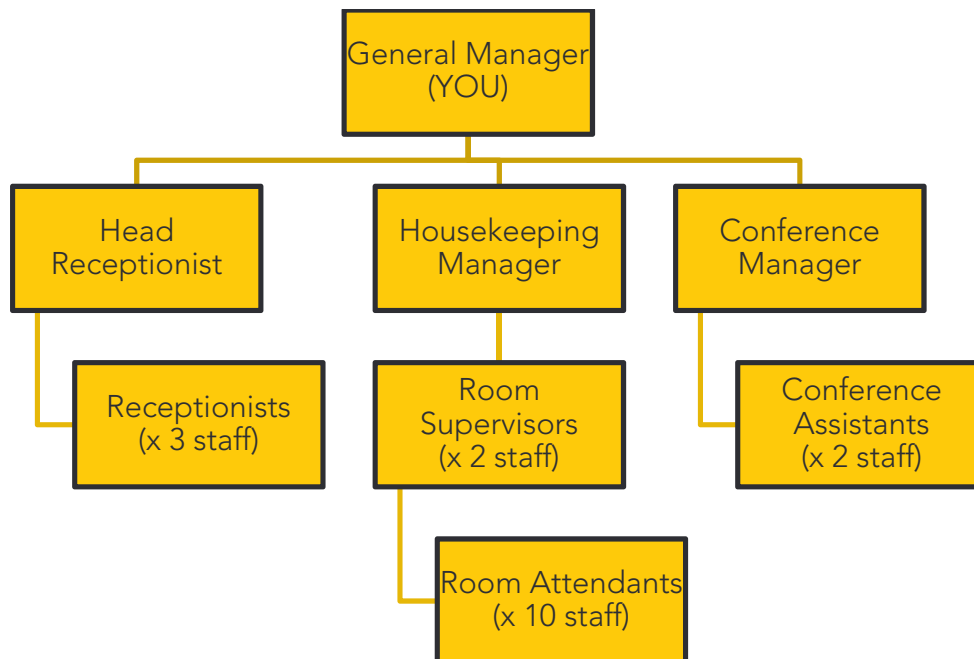 General Manager
(YOU)
Head
Receptionist
Housekeeping
Manager
Conference
Manager
Receptionists
(x 3 staff)
Room
Supervisors
(x 2 staff)
Conference
Assistants
(x 2 staff)
Room Attendants
(x 10 staff)